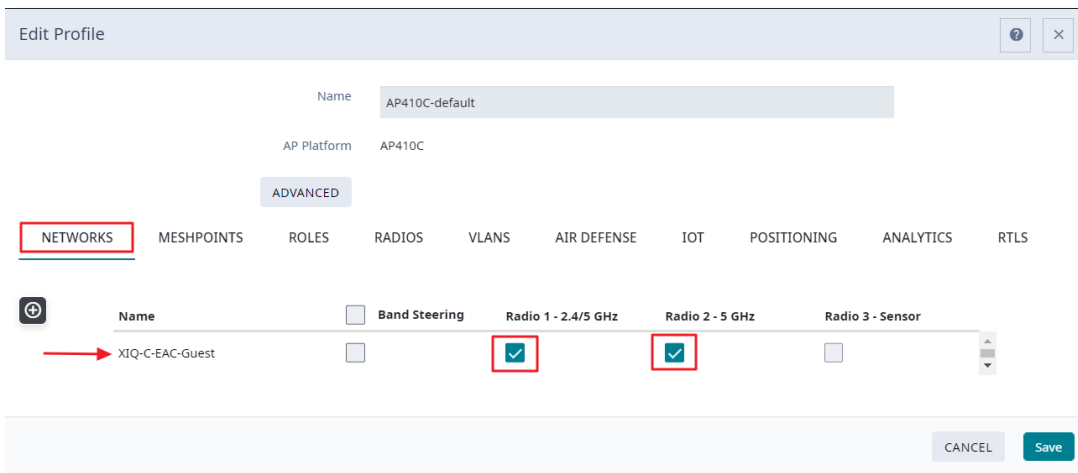 Edit Profile
Name AP410C-default
AP Platform AP410C
ADVANCED
NETWORKS MESHPOINTS ROLES RADIOS VLANS AIR DEFENSE IOT POSITIONING ANALYTICS RTLS
Name Band Steering Radio 1 - 2.4/5 GHz Radio 2 - 5 GHz Radio 3 - Sensor
XIQ-C-EAC-Guest
CANCEL Save